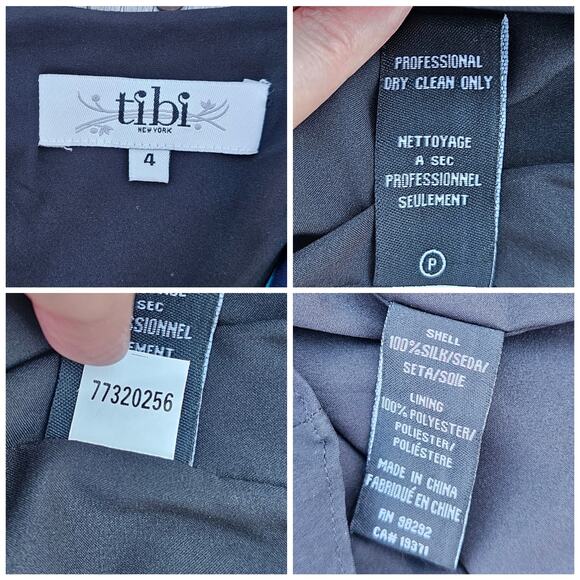 tibi
NEW YORK
4
PROFESSIONAL
DRY CLEAN ONLY
NETTOYAGE
A SEC
PROFESSIONNEL
SEULEMENT
P
SEC
SSIONNEL
EMENT
77320256
SHELL
100%SILK/SEDA/
SETA/SOIE
LINING
100% POLYESTER/
POLIESTER/
POLIÉSTERE
MADE IN CHINA
FABRIQUÉ EN CHINE
RN 98292
CA# 19371